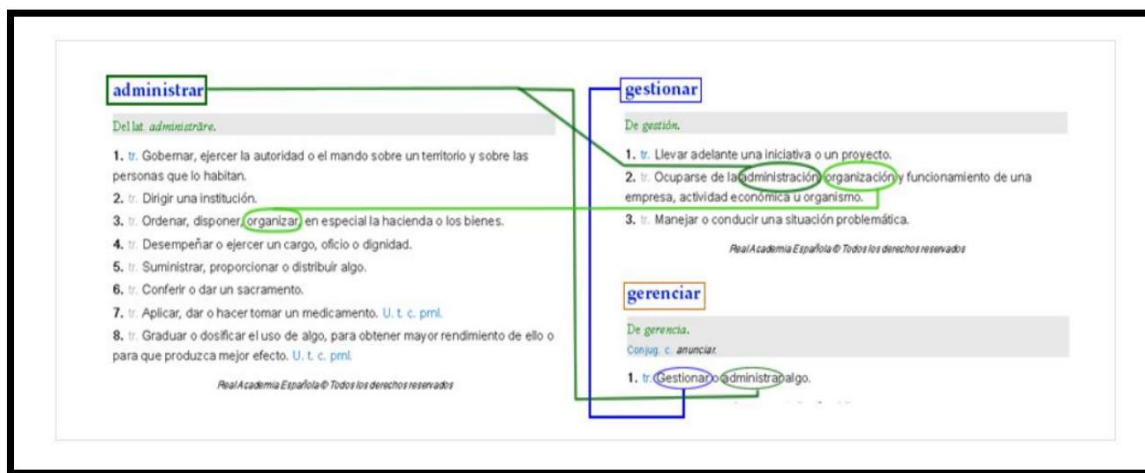 administrar
Del lat. administrāre.
1. tr. Gobernar, ejercer la autoridad o el mando sobre un territorio y sobre las
personas que lo habitan.
2. tr. Dirigir una institución.
3. tr. Ordenar, disponer, organizar, en especial la hacienda o los bienes.
4. tr. Desempeñar o ejercer un cargo, oficio o dignidad.
5. tr. Suministrar, proporcionar o distribuir algo.
6. tr. Conferir o dar un sacramento.
7. tr. Aplicar, dar o hacer tomar un medicamento. U. t. c. prnl.
8. tr. Graduar o dosificar el uso de algo, para obtener mayor rendimiento de ello o
para que produzca mejor efecto. U. t. c. prnl.
Real Academia Española © Todos los derechos reservados
gestionar
De gestión.
1. tr. Llevar adelante una iniciativa o un proyecto.
2. tr. Ocuparse de la administración, organización y funcionamiento de una
empresa, actividad económica u organismo.
3. tr. Manejar o conducir una situación problemática.
Real Academia Española © Todos los derechos reservados
gerenciar
De gerencia.
Conjug. c. anunciar.
1. tr. Gestionar o administrar algo.